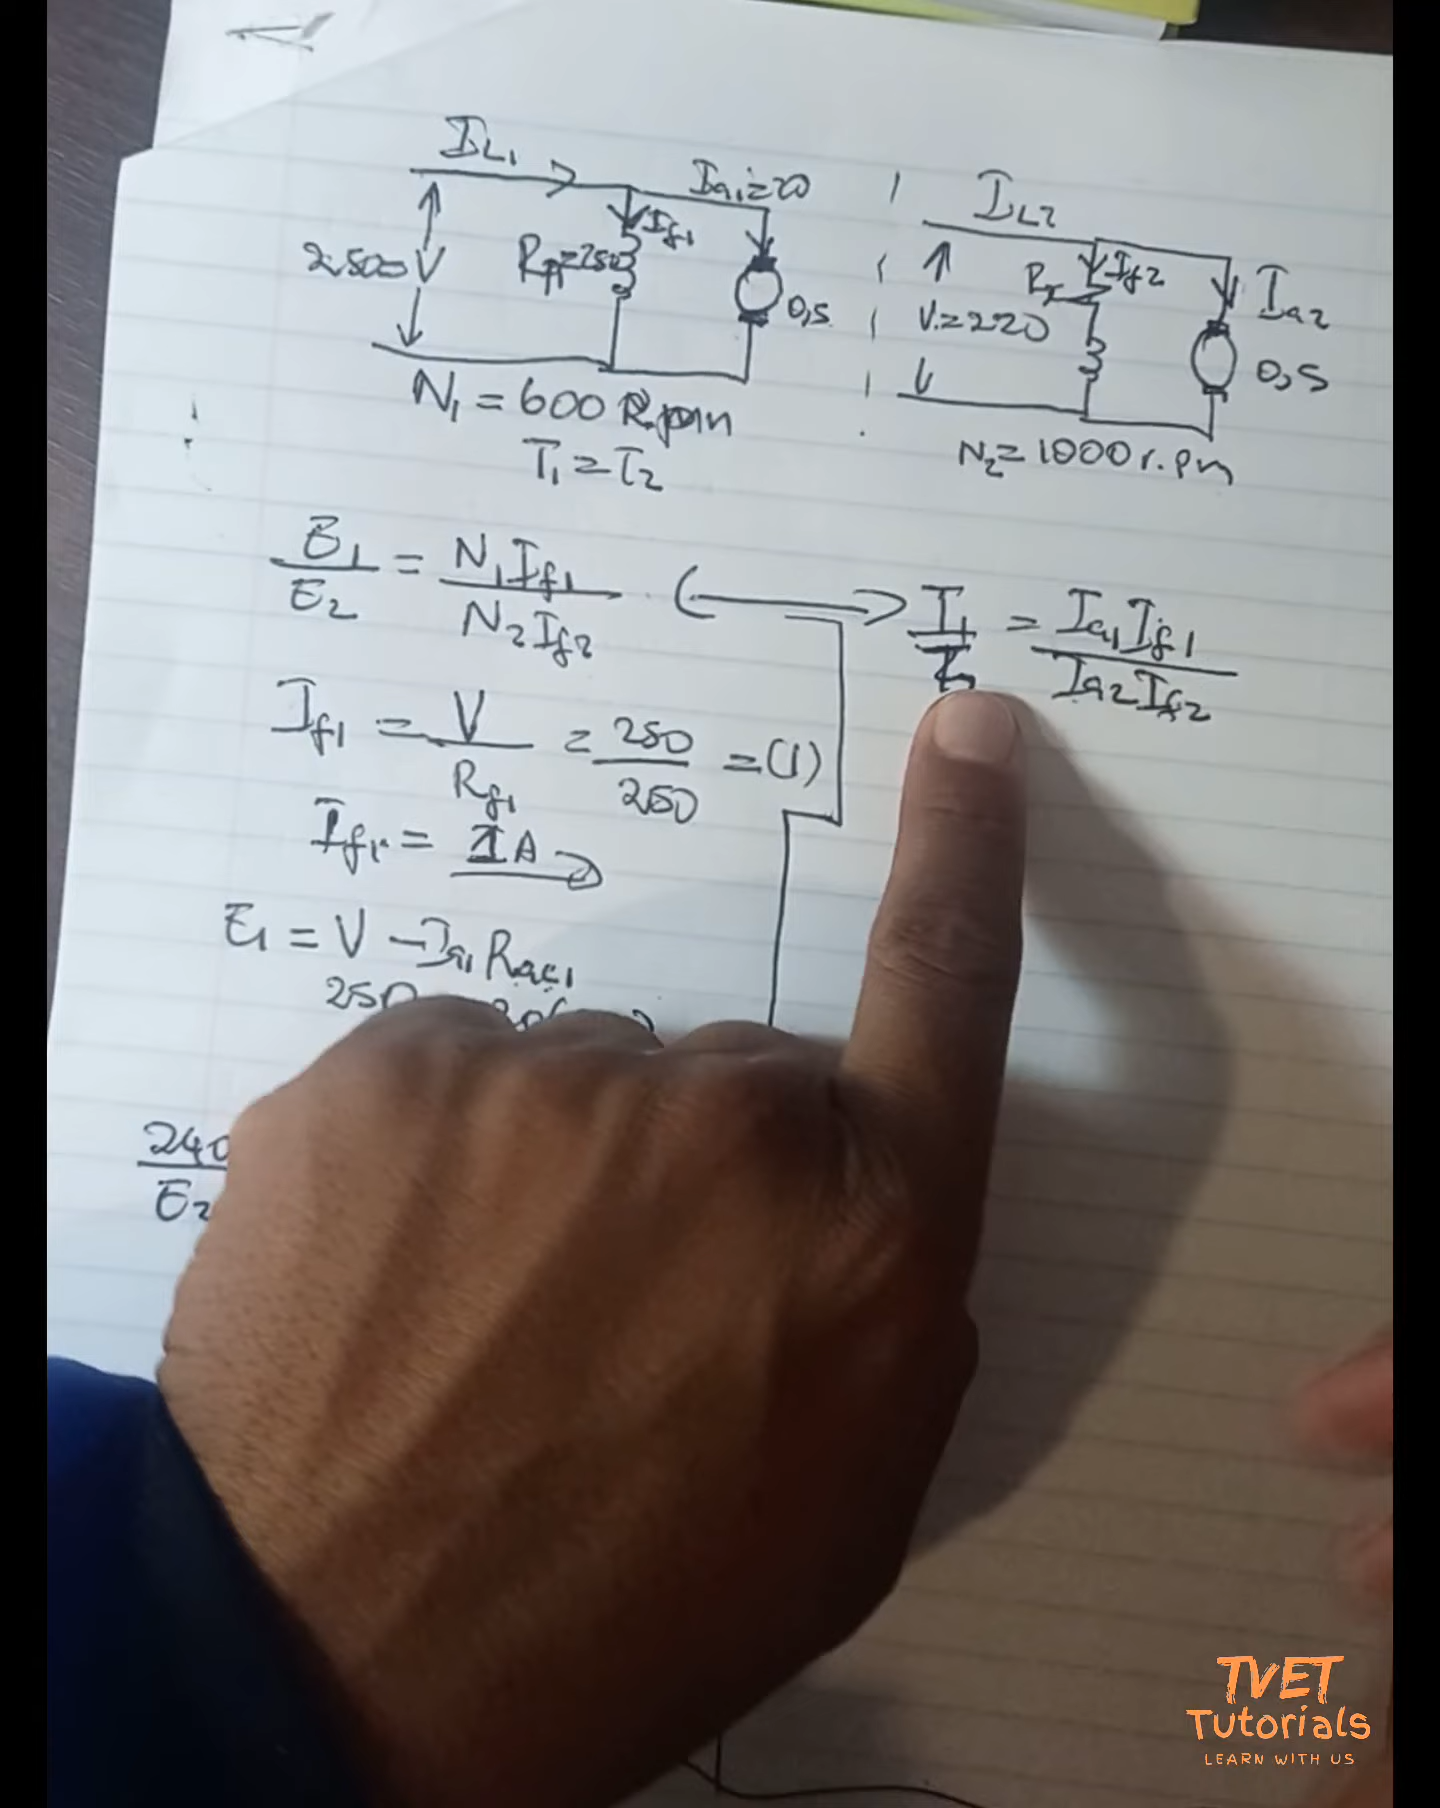 IL1
Ia1=20
If1
250 V
Rf1=250
0,5
N1 = 600 R.pm
T1 = T2
IL2
If2
Rx
Ia2
V=220
0,5
N2=1000 r.pm
E1/E2 = N1If1/N2If2
T1/T2 = Ia1If1/Ia2If2
If1 = V/Rf1 = 250/250 = (1)
If1 = 1A
E1 = V - Ia1 Rac1
250
240
E2
TVET
Tutorials
LEARN WITH US